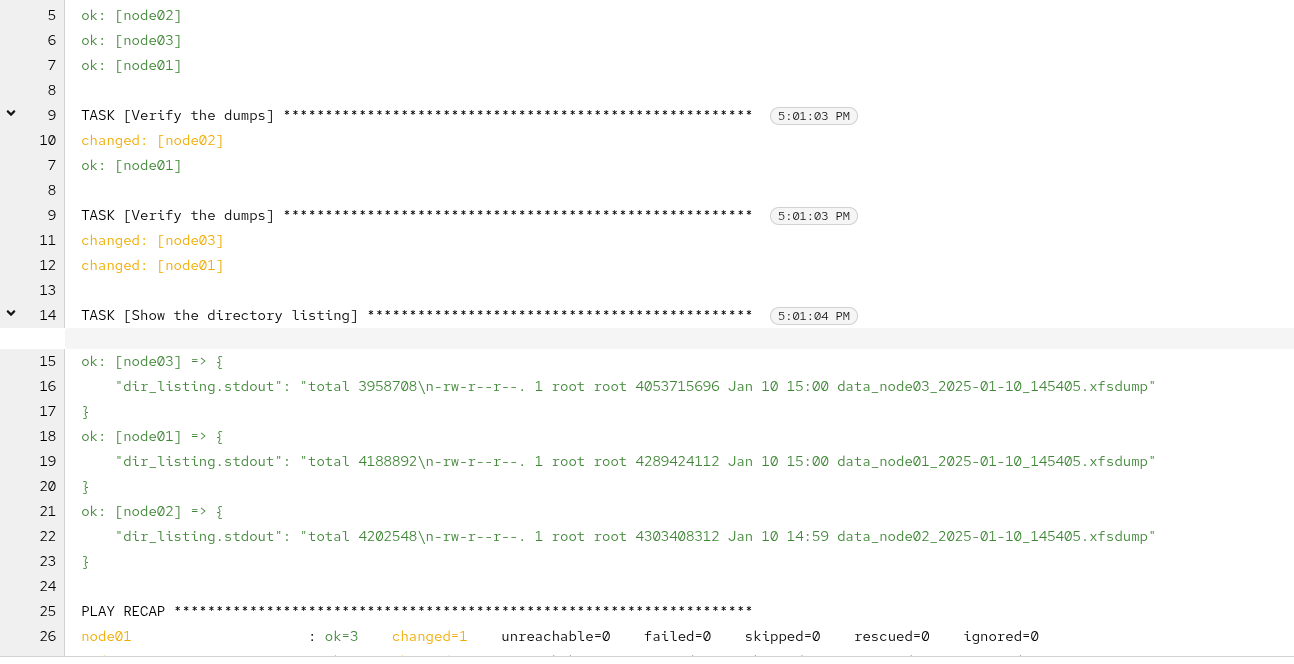 5 ok: [node02]
6 ok: [node03]
7 ok: [node01]
8
9 TASK [Verify the dumps] ******************************************************** 5:01:03 PM
10 changed: [node02]
7 ok: [node01]
8
9 TASK [Verify the dumps] ******************************************************** 5:01:03 PM
11 changed: [node03]
12 changed: [node01]
13
14 TASK [Show the directory listing] ********************************************** 5:01:04 PM
15 ok: [node03] => {
16 "dir_listing.stdout": "total 3958708\n-rw-r--r--. 1 root root 4053715696 Jan 10 15:00 data_node03_2025-01-10_145405.xfsdump"
17 }
18 ok: [node01] => {
19 "dir_listing.stdout": "total 4188892\n-rw-r--r--. 1 root root 4289424112 Jan 10 15:00 data_node01_2025-01-10_145405.xfsdump"
20 }
21 ok: [node02] => {
22 "dir_listing.stdout": "total 4202548\n-rw-r--r--. 1 root root 4303408312 Jan 10 14:59 data_node02_2025-01-10_145405.xfsdump"
23 }
24
25 PLAY RECAP *********************************************************************
26 node01 : ok=3 changed=1 unreachable=0 failed=0 skipped=0 rescued=0 ignored=0